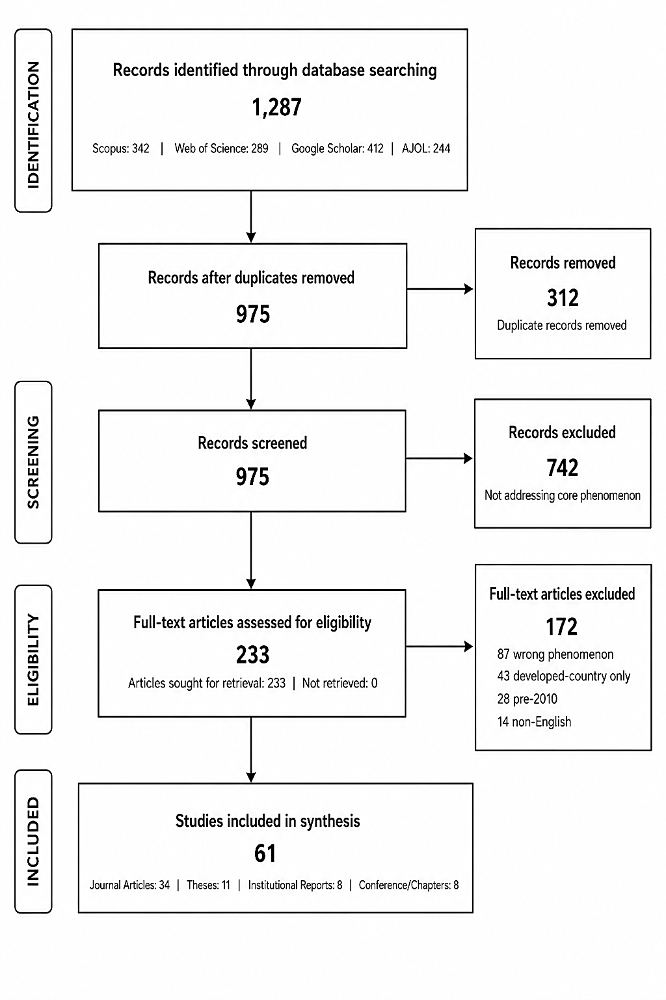 IDENTIFICATION
Records identified through database searching
1,287
Scopus: 342 | Web of Science: 289 | Google Scholar: 412 | AJOL: 244
Records after duplicates removed
975
Records removed
312
Duplicate records removed
SCREENING
Records screened
975
Records excluded
742
Not addressing core phenomenon
ELIGIBILITY
Full-text articles assessed for eligibility
233
Articles sought for retrieval: 233 | Not retrieved: 0
Full-text articles excluded
172
87 wrong phenomenon
43 developed-country only
28 pre-2010
14 non-English
INCLUDED
Studies included in synthesis
61
Journal Articles: 34 | Theses: 11 | Institutional Reports: 8 | Conference/Chapters: 8